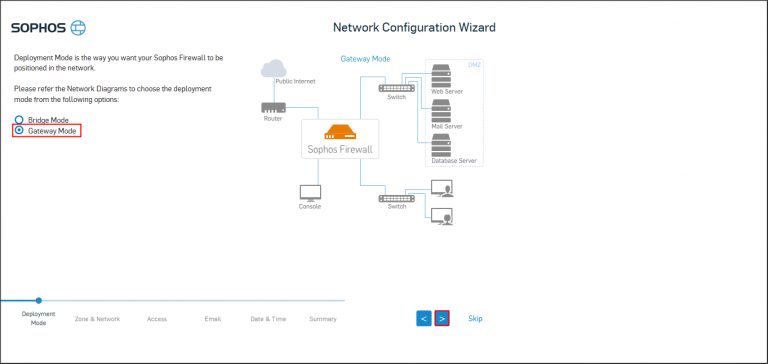 SOPHOS
Network Configuration Wizard
Deployment Mode is the way you want your Sophos Firewall to be
positioned in the network.
Please refer the Network Diagrams to choose the deployment
mode from the following options:
Bridge Mode
Gateway Mode
Gateway Mode
DMZ
Public Internet
Router
Switch
Web Server
Mail Server
Database Server
Sophos Firewall
Console
Switch
Deployment
Mode
Zone & Network
Access
Email
Date & Time
Summary
<
>
Skip